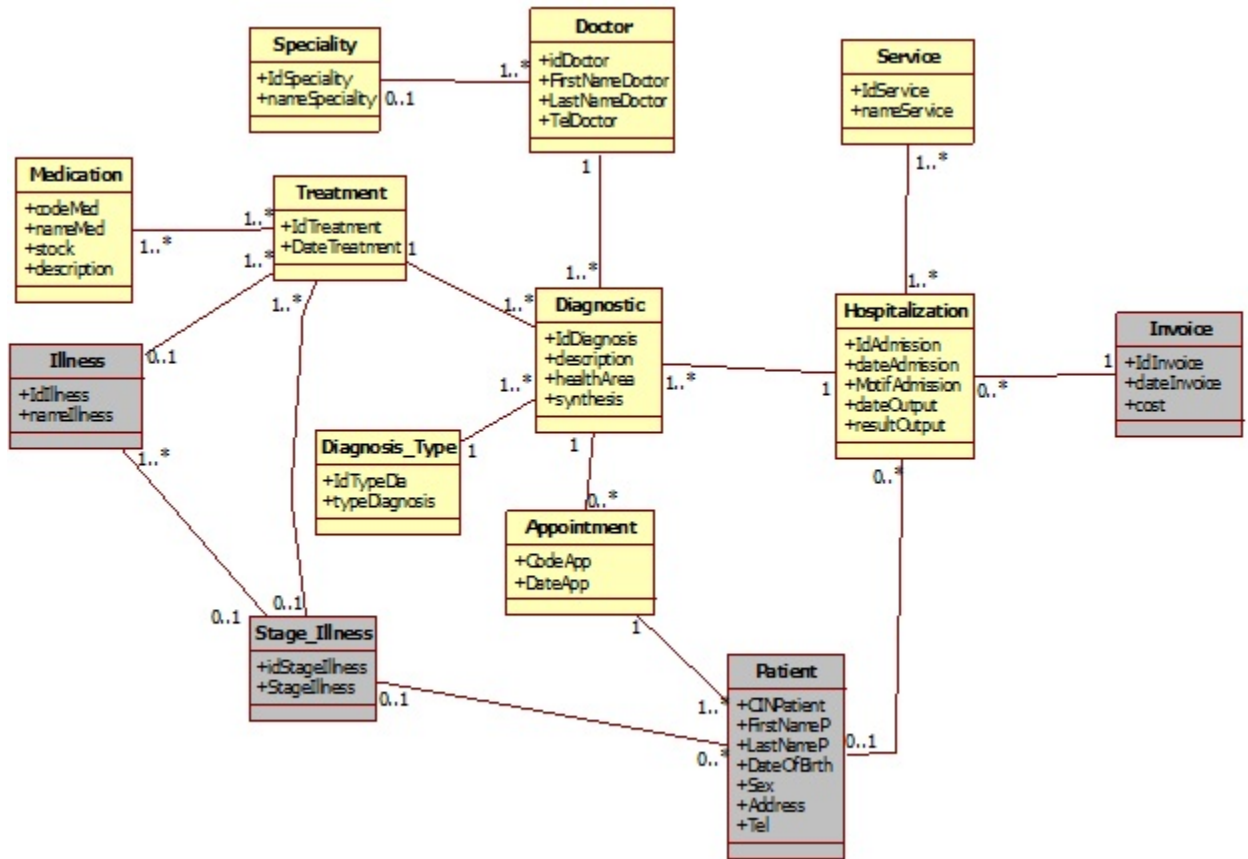 Speciality
+IdSpeciality
+nameSpeciality
0..1
1..*
Doctor
+idDoctor
+FirstNameDoctor
+LastNameDoctor
+TelDoctor
1
1..*
Service
+IdService
+nameService
1..*
1..*
Medication
+codeMed
+nameMed
+stock
+description
1..*
1..*
Treatment
+IdTreatment
+DateTreatment
1..*
1..*
1
1..*
Diagnostic
+IdDiagnosis
+description
+healthArea
+synthesis
1..*
1
1..*
1
Hospitalization
+IdAdmission
+dateAdmission
+MotifAdmission
+dateOutput
+resultOutput
0..*
0..*
1
Invoice
+IdInvoice
+dateInvoice
+cost
Illness
+IdIllness
+nameIllness
0..1
1..*
Diagnosis_Type
+IdTypeDia
+typeDiagnosis
1
0..*
Appointment
+CodeApp
+DateApp
1
1..*
0..1
0..1
Stage_Illness
+idStageIllness
+StageIllness
0..1
0..*
Patient
+CINPatient
+FirstNameP
+LastNameP
+DateOfBirth
+Sex
+Address
+Tel
0..1